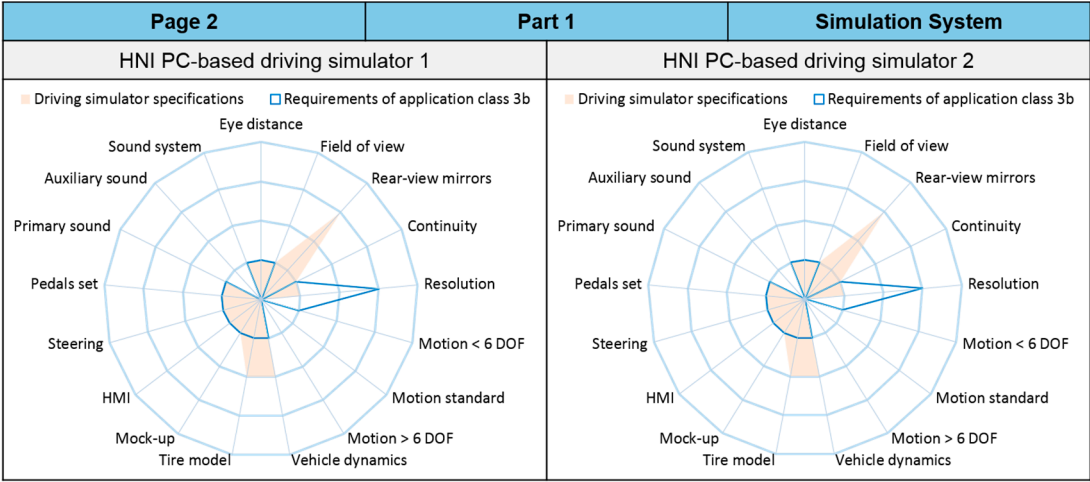 Page 2
Part 1
Simulation System
HNI PC-based driving simulator 1
HNI PC-based driving simulator 2
Driving simulator specifications
Requirements of application class 3b
Eye distance
Field of view
Rear-view mirrors
Continuity
Resolution
Motion < 6 DOF
Motion standard
Motion > 6 DOF
Vehicle dynamics
Tire model
Mock-up
HMI
Steering
Pedals set
Primary sound
Auxiliary sound
Sound system
Driving simulator specifications
Requirements of application class 3b
Eye distance
Field of view
Rear-view mirrors
Continuity
Resolution
Motion < 6 DOF
Motion standard
Motion > 6 DOF
Vehicle dynamics
Tire model
Mock-up
HMI
Steering
Pedals set
Primary sound
Auxiliary sound
Sound system